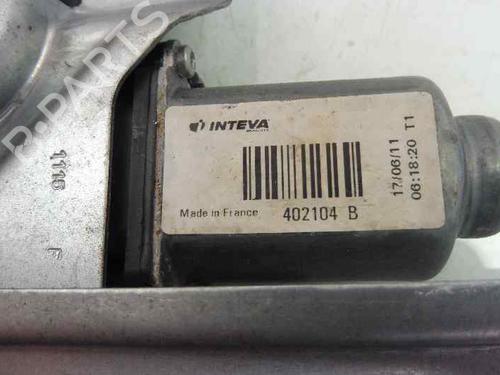 INTEVA
Made in France
402104 B
17/06/11
06:18:20 T1
1116 F
B-PARTS